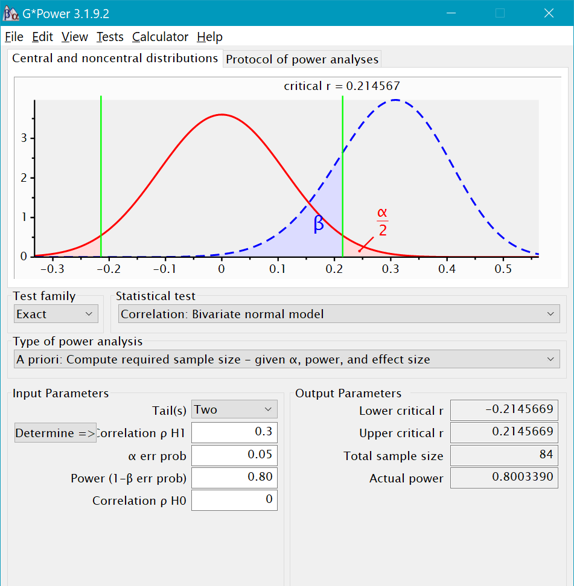 G*Power 3.1.9.2
File Edit View Tests Calculator Help
Central and noncentral distributions Protocol of power analyses
critical r = 0.214567
3
2
1
0
β
α
2
-0.3 -0.2 -0.1 0 0.1 0.2 0.3 0.4 0.5
Test family Statistical test
Exact Correlation: Bivariate normal model
Type of power analysis
A priori: Compute required sample size – given α, power, and effect size
Input Parameters Output Parameters
Tail(s) Two Lower critical r -0.2145669
Determine => Correlation ρ H1 0.3 Upper critical r 0.2145669
α err prob 0.05 Total sample size 84
Power (1-β err prob) 0.80 Actual power 0.8003390
Correlation ρ H0 0